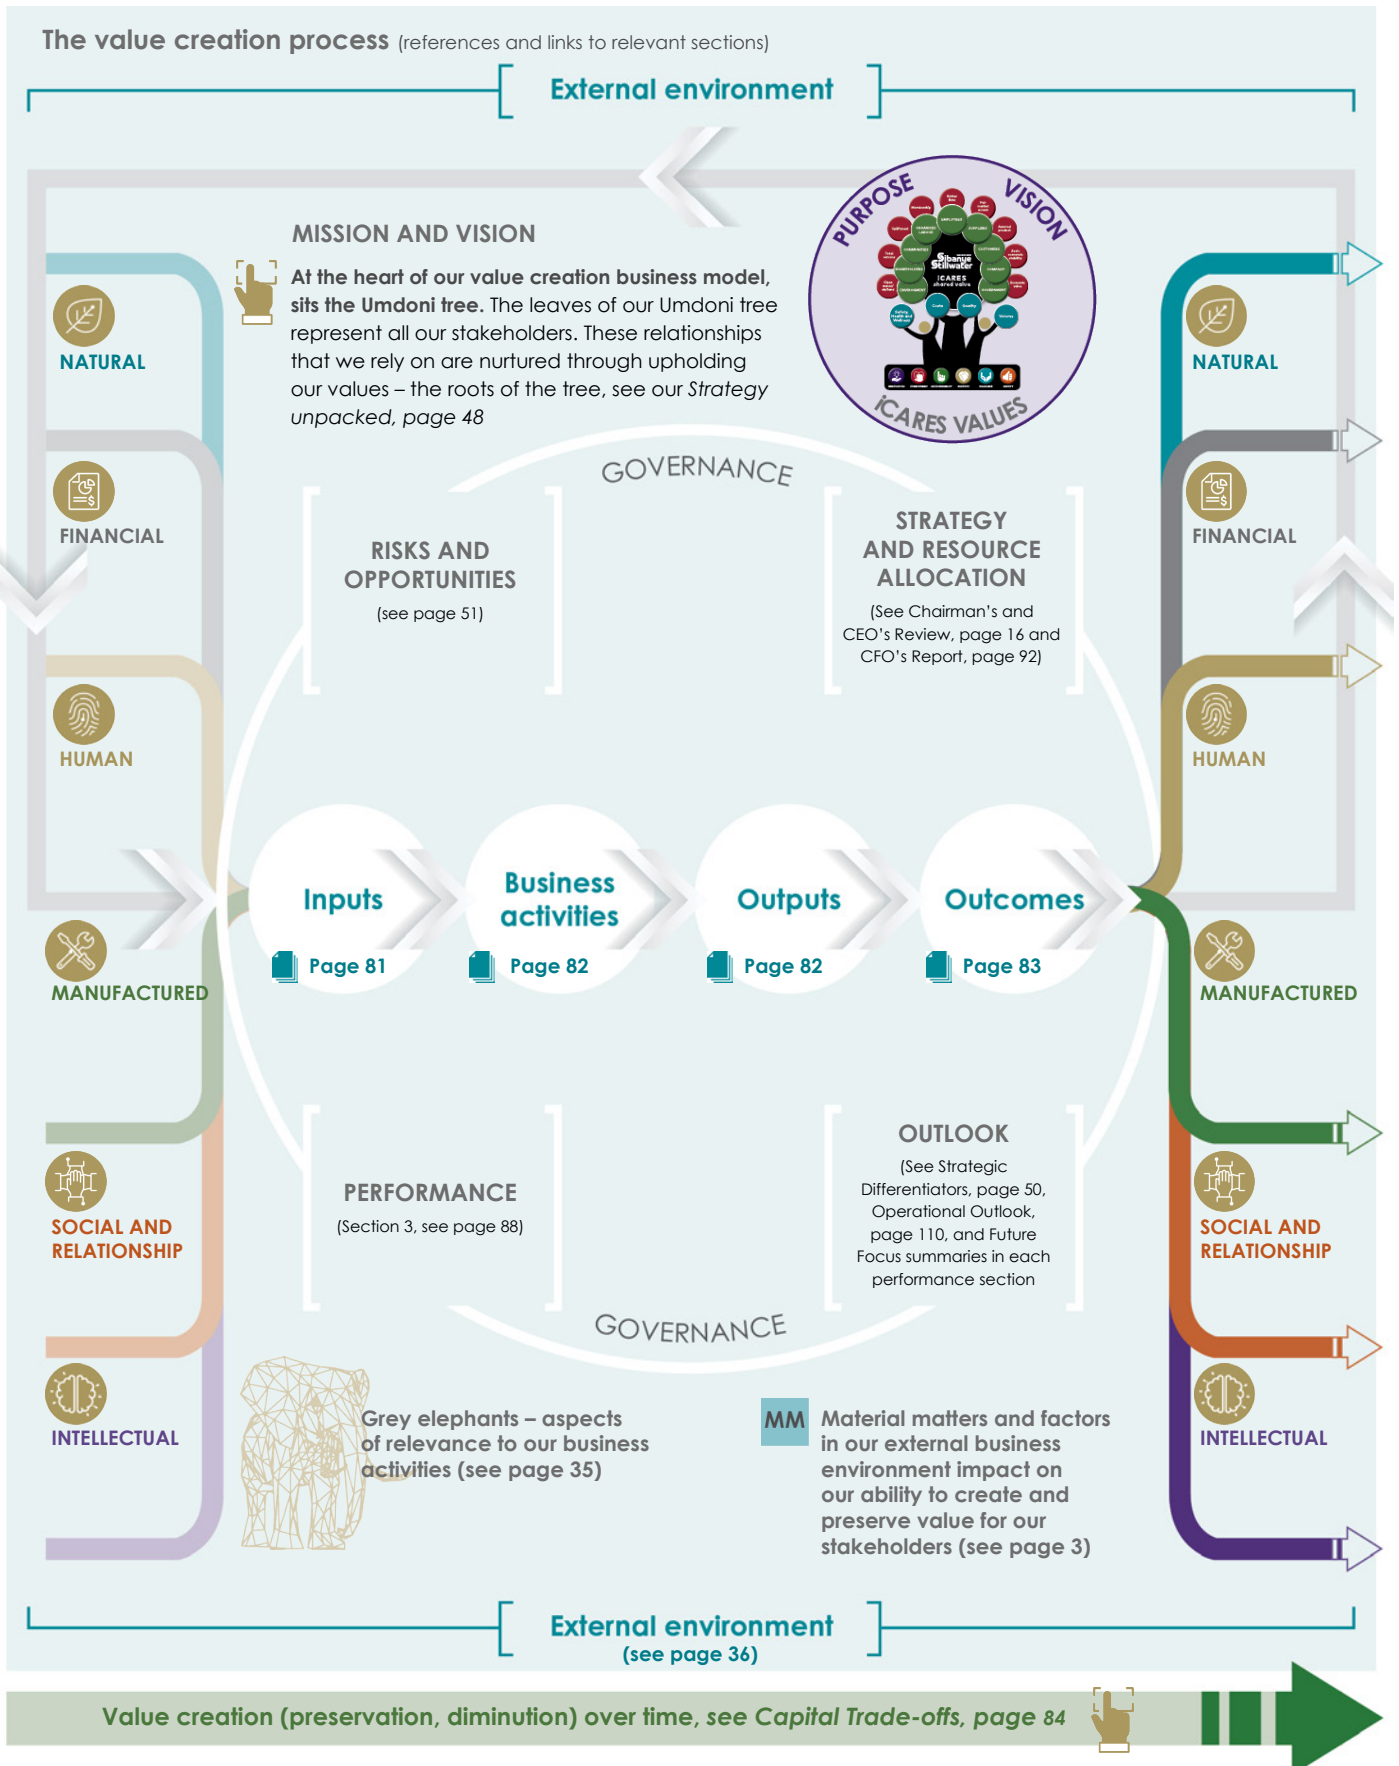 The value creation process (references and links to relevant sections)
External environment
MISSION AND VISION
At the heart of our value creation business model,
sits the Umdoni tree. The leaves of our Umdoni tree
represent all our stakeholders. These relationships
that we rely on are nurtured through upholding
our values – the roots of the tree, see our Strategy
unpacked, page 48
PURPOSE
VISION
Sibanye
Stillwater
iCARES
shared value
iCARES VALUES
NATURAL
FINANCIAL
HUMAN
MANUFACTURED
SOCIAL AND
RELATIONSHIP
INTELLECTUAL
GOVERNANCE
RISKS AND
OPPORTUNITIES
(see page 51)
STRATEGY
AND RESOURCE
ALLOCATION
(See Chairman's and
CEO's Review, page 16 and
CFO's Report, page 92)
Inputs
Page 81
Business
activities
Page 82
Outputs
Page 82
Outcomes
Page 83
PERFORMANCE
(Section 3, see page 88)
OUTLOOK
(See Strategic
Differentiators, page 50,
Operational Outlook,
page 110, and Future
Focus summaries in each
performance section
GOVERNANCE
NATURAL
FINANCIAL
HUMAN
MANUFACTURED
SOCIAL AND
RELATIONSHIP
INTELLECTUAL
Grey elephants – aspects
of relevance to our business
activities (see page 35)
MM
Material matters and factors
in our external business
environment impact on
our ability to create and
preserve value for our
stakeholders (see page 3)
External environment
(see page 36)
Value creation (preservation, diminution) over time, see Capital Trade-offs, page 84